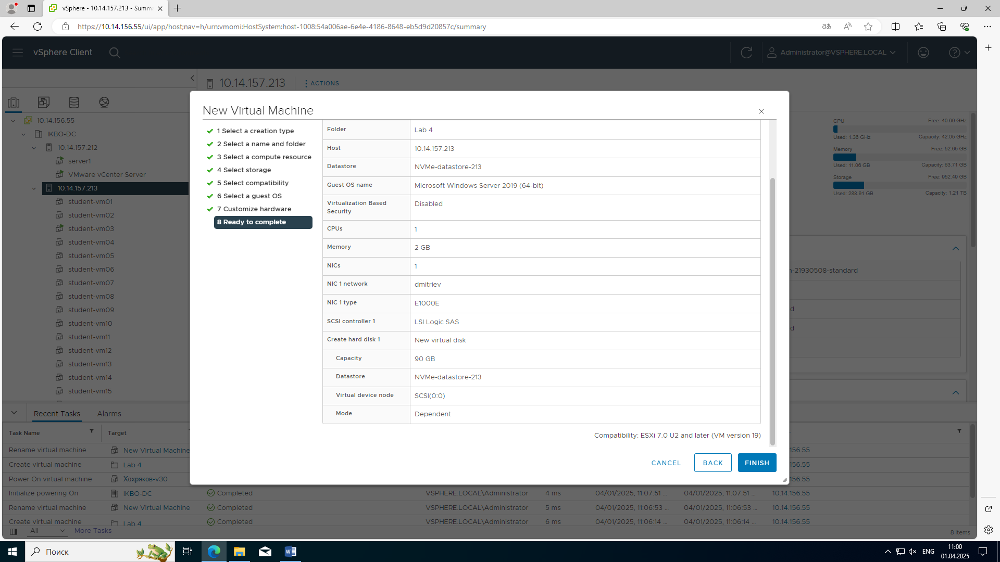 vSphere - 10.14.157.213 - Summ
https://10.14.156.55/ui/app/host;nav=h/urn:vmomi:HostSystem:host-1008:54a006ae-6e4e-4186-8648-eb5d9d20857c/summary
vSphere Client
Administrator@VSPHERE.LOCAL
10.14.157.213
ACTIONS
10.14.156.55
IKBO-DC
10.14.157.212
server1
VMware vCenter Server
10.14.157.213
student-vm01
student-vm02
student-vm03
student-vm04
student-vm05
student-vm06
student-vm07
student-vm08
student-vm09
student-vm10
student-vm11
student-vm12
student-vm13
student-vm14
student-vm15
New Virtual Machine
1 Select a creation type
2 Select a name and folder
3 Select a compute resource
4 Select storage
5 Select compatibility
6 Select a guest OS
7 Customize hardware
8 Ready to complete
Folder Lab 4
Host 10.14.157.213
Datastore NVMe-datastore-213
Guest OS name Microsoft Windows Server 2019 (64-bit)
Virtualization Based Security Disabled
CPUs 1
Memory 2 GB
NICs 1
NIC 1 network dmitriev
NIC 1 type E1000E
SCSI controller 1 LSI Logic SAS
Create hard disk 1 New virtual disk
Capacity 90 GB
Datastore NVMe-datastore-213
Virtual device node SCSI(0:0)
Mode Dependent
Compatibility: ESXi 7.0 U2 and later (VM version 19)
CANCEL BACK FINISH
CPU Free: 40.69 GHz
Used: 1.36 GHz Capacity: 42.05 GHz
Memory Free: 52.65 GB
Used: 11.06 GB Capacity: 63.71 GB
Storage Free: 952.49 GB
Used: 288.91 GB Capacity: 1.21 TB
-21930508-standard
d
d
Recent Tasks Alarms
Task Name Target
Rename virtual machine New Virtual Machine 56.55
Create virtual machine Lab 4 56.55
Power On virtual machine Хохряков-v30 56.55
Initialize powering On IKBO-DC Completed VSPHERE.LOCAL\Administrator 4 ms 04/01/2025, 11:07:51 ... 04/01/2025, 11:07:51 ... 10.14.156.55
Rename virtual machine New Virtual Machine Completed VSPHERE.LOCAL\Administrator 5 ms 04/01/2025, 11:06:53 ... 04/01/2025, 11:06:53 ... 10.14.156.55
Create virtual machine Lab 4 Completed VSPHERE.LOCAL\Administrator 6 ms 04/01/2025, 11:06:14 ... 04/01/2025, 11:06:14 ... 10.14.156.55
All More Tasks 8 items
Поиск
ENG
11:00
01.04.2025